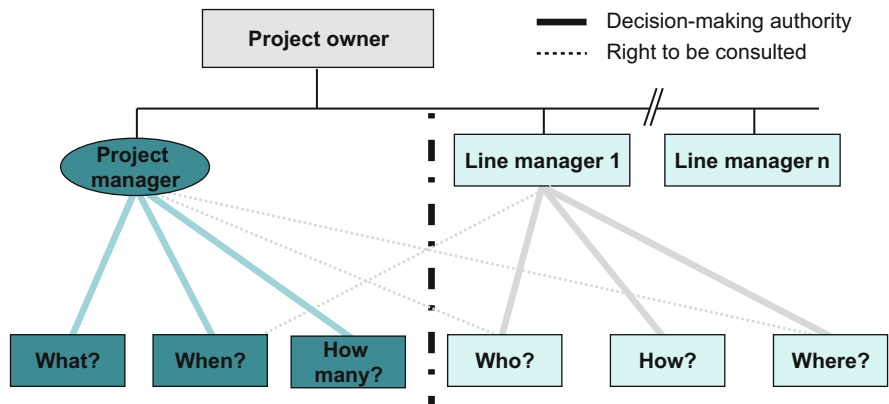 Project owner
Decision-making authority
Right to be consulted
Project
manager
Line manager 1
Line manager n
What?
When?
How
many?
Who?
How?
Where?